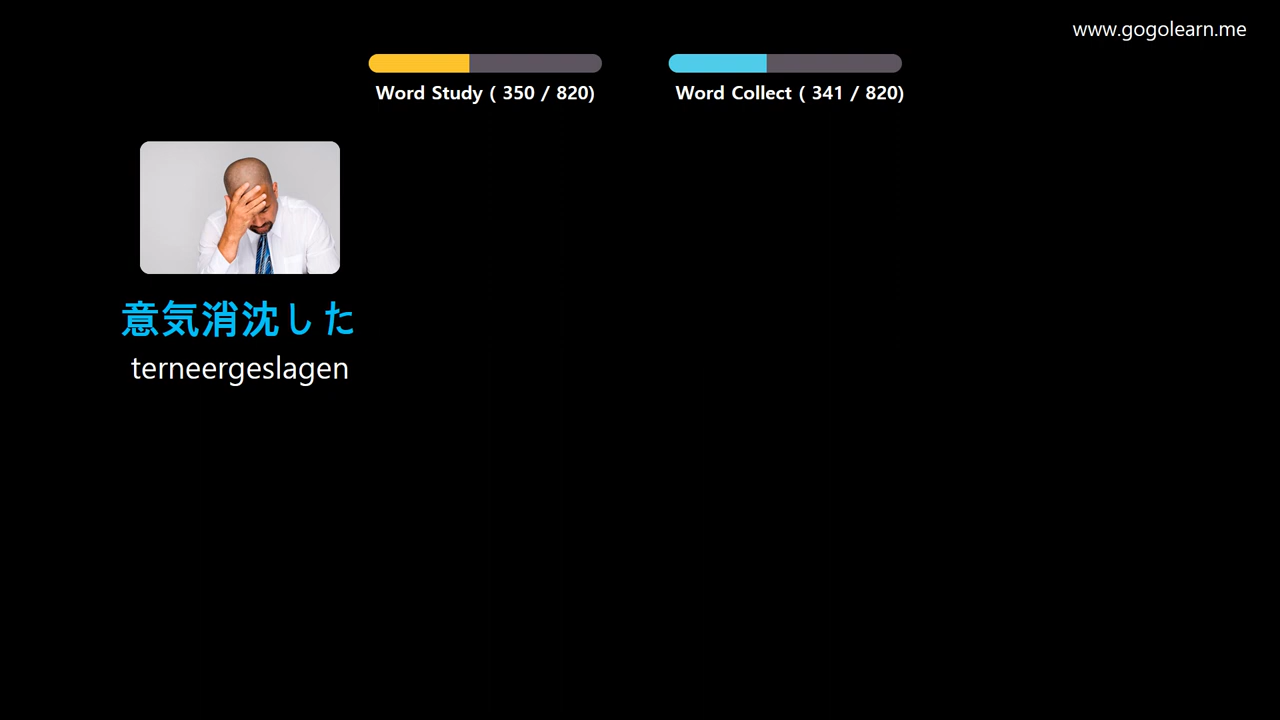 www.gogolearn.me
Word Study ( 350 / 820)
Word Collect ( 341 / 820)
意気消沈した
terneergeslagen